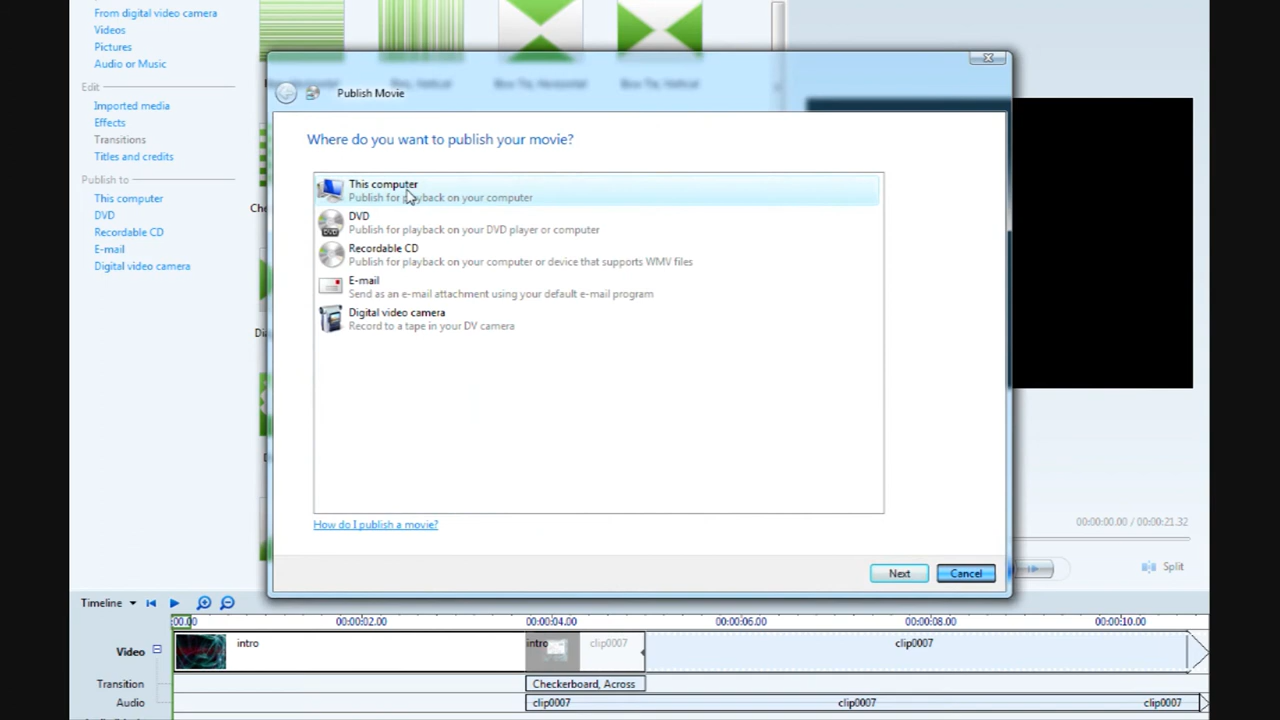 From digital video camera
Videos
Pictures
Audio or Music
Edit
Imported media
Effects
Transitions
Titles and credits
Publish to
This computer
DVD
Recordable CD
E-mail
Digital video camera
Publish Movie
Where do you want to publish your movie?
This computer
Publish for playback on your computer
DVD
Publish for playback on your DVD player or computer
Recordable CD
Publish for playback on your computer or device that supports WMV files
E-mail
Send as an e-mail attachment using your default e-mail program
Digital video camera
Record to a tape in your DV camera
How do I publish a movie?
Next
Cancel
00:00:00.00 / 00:00:21.32
Split
Timeline
:00.00 00:00:02.00 00:00:04.00 00:00:06.00 00:00:08.00 00:00:10.00
Video intro intro clip0007 clip0007
Transition Checkerboard, Across
Audio clip0007 clip0007 clip0007